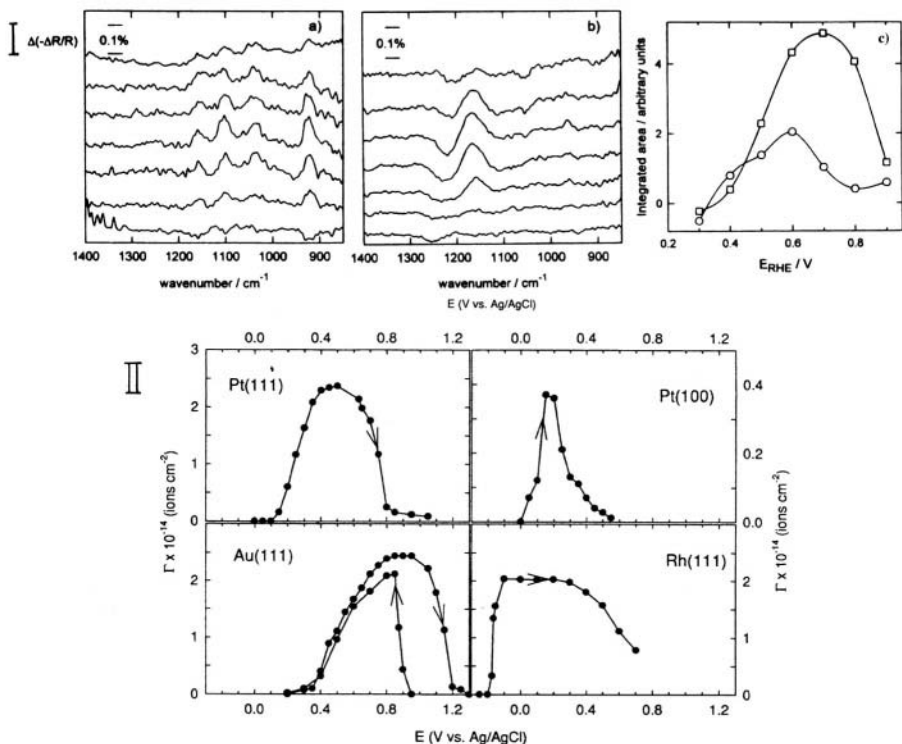 I
Δ(-ΔR/R)
0.1%
a)
1400 1300 1200 1100 1000 900
wavenumber / cm⁻¹
0.1%
b)
1400 1300 1200 1100 1000 900
wavenumber / cm⁻¹
c)
Integrated area / arbitrary units
4
2
0
0.2 0.4 0.6 0.8
E_RHE / V
E (V vs. Ag/AgCl)
0.0 0.4 0.8 1.2 0.0 0.4 0.8 1.2
II
Γ x 10⁻¹⁴ (ions cm⁻²)
3
2
1
0
Pt(111)
Pt(100)
0.4
0.2
0.0
Γ x 10⁻¹⁴ (ions cm⁻²)
Au(111)
2
1
0
Rh(111)
2
1
0
0.0 0.4 0.8 1.2 0.0 0.4 0.8 1.2
E (V vs. Ag/AgCl)